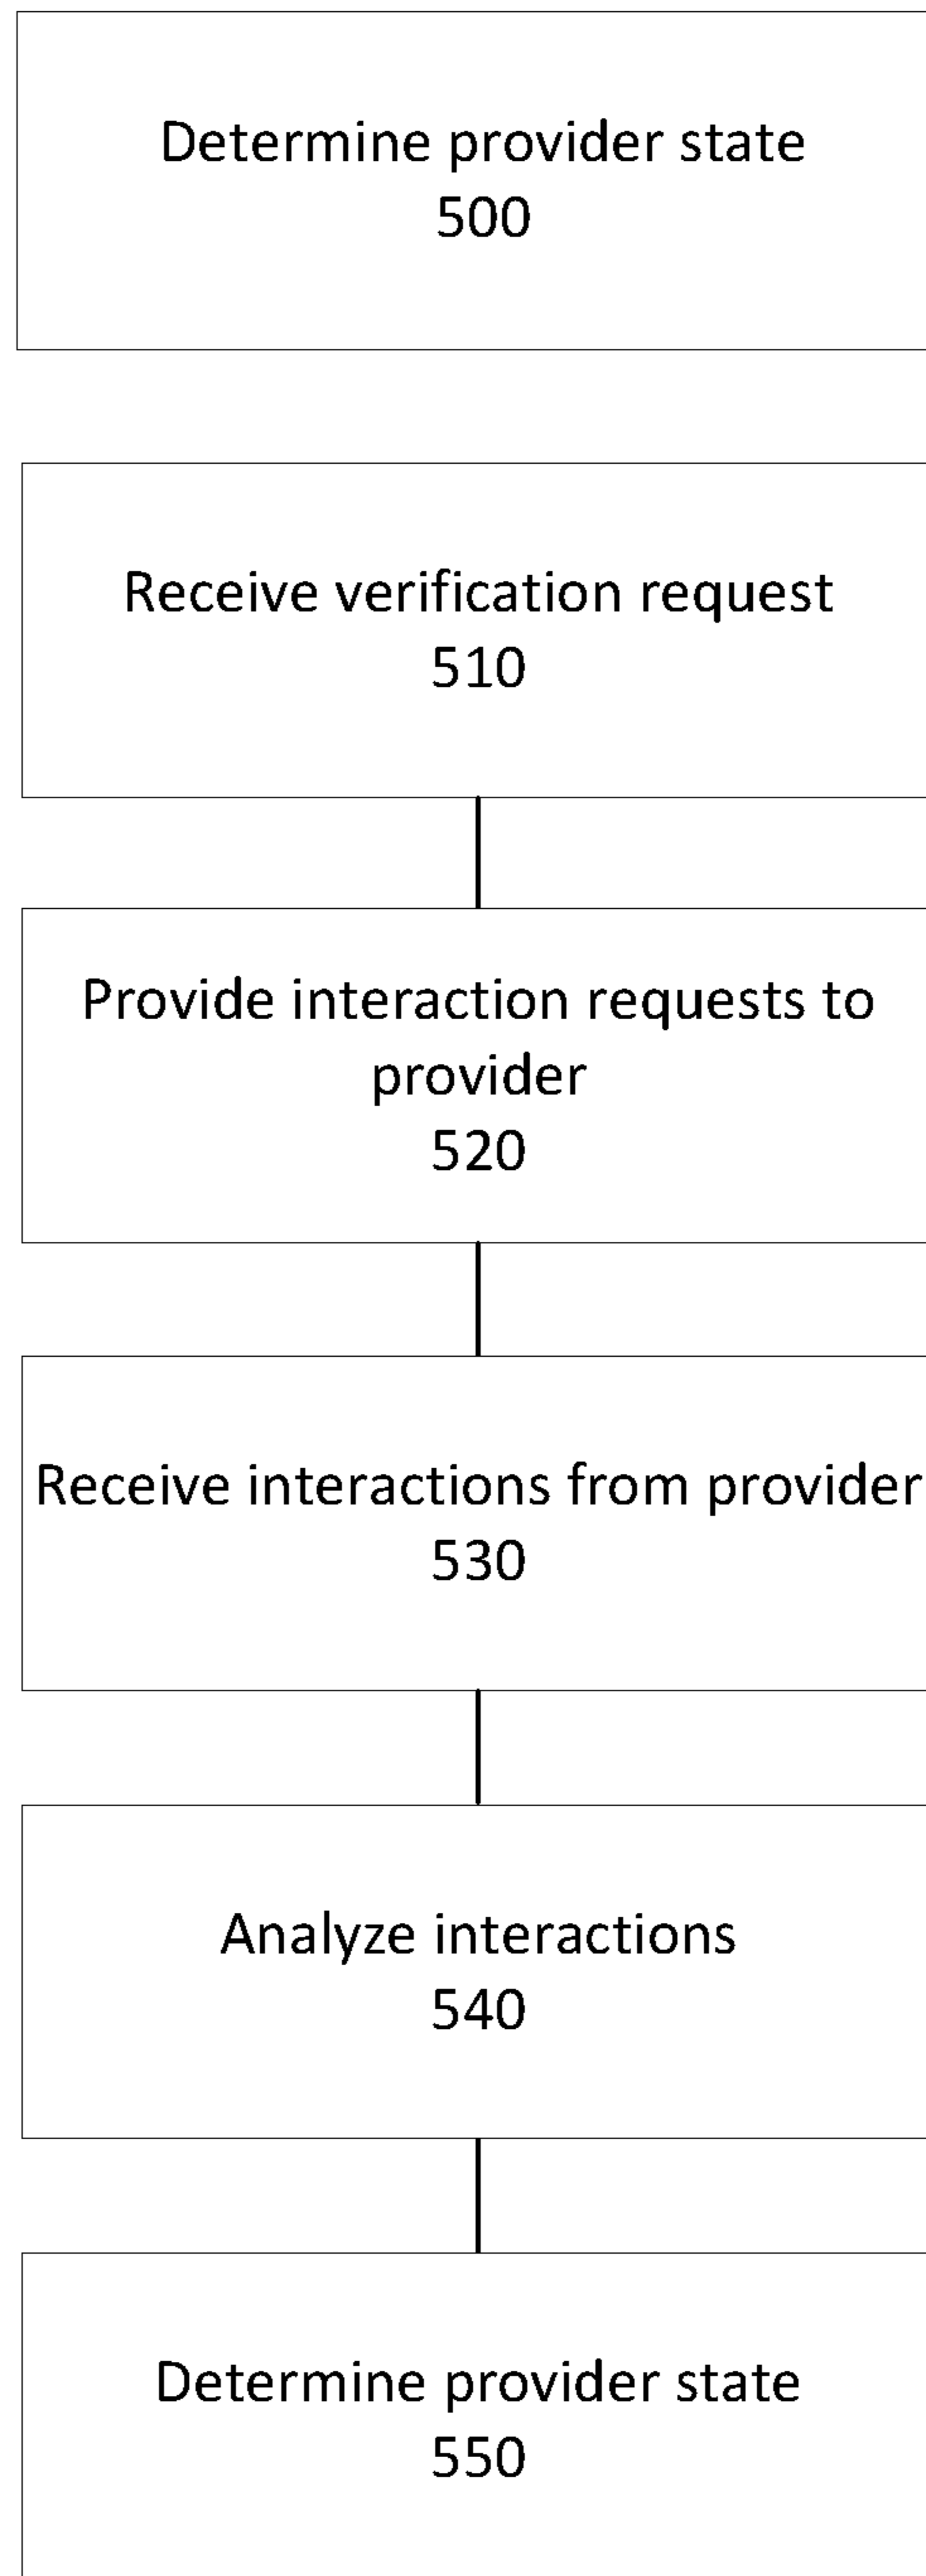 Determine provider state
500
Receive verification request
510
Provide interaction requests to
provider
520
Receive interactions from provider
530
Analyze interactions
540
Determine provider state
550